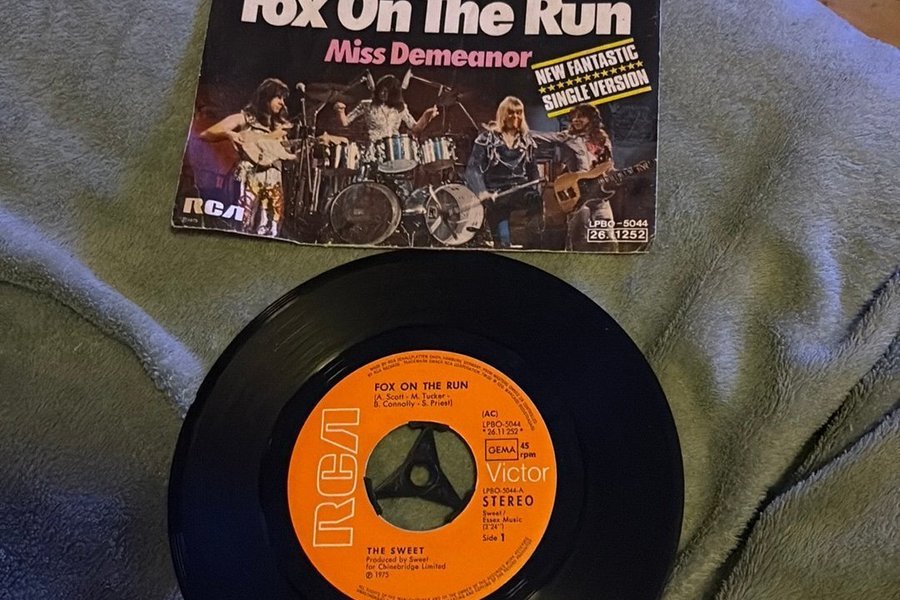 Fox On The Run
Miss Demeanor
NEW FANTASTIC
SINGLE VERSION
RCA
LPBO-5044
26.11252
FOX ON THE RUN
(A. Scott - M. Tucker -
B. Connolly - S. Priest)
(AC)
LPBO-5044
* 26.11 252 *
GEMA
45
rpm
RCA
Victor
LPBO-5044-A
STEREO
Sweet/
Essex Music
(3'24'')
Side 1
THE SWEET
Produced by Sweet
for Chinebridge Limited
℗ 1975